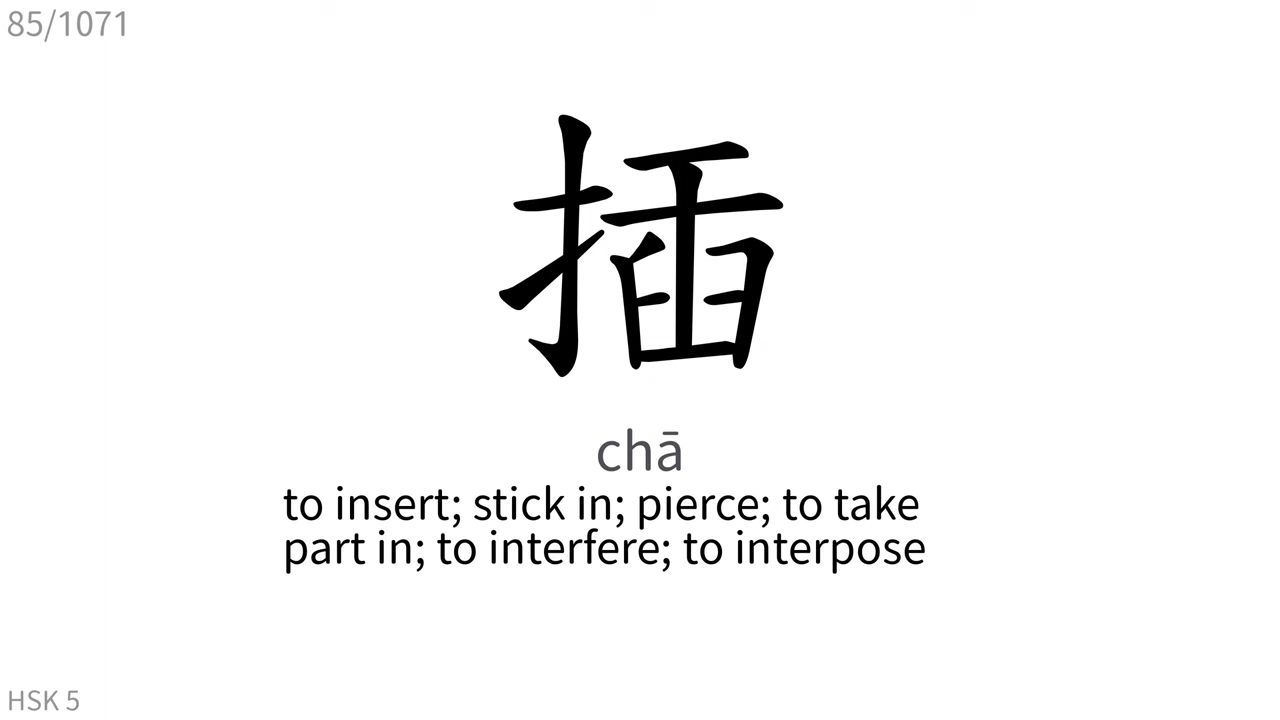 85/1071
插
chā
to insert; stick in; pierce; to take
part in; to interfere; to interpose
HSK 5